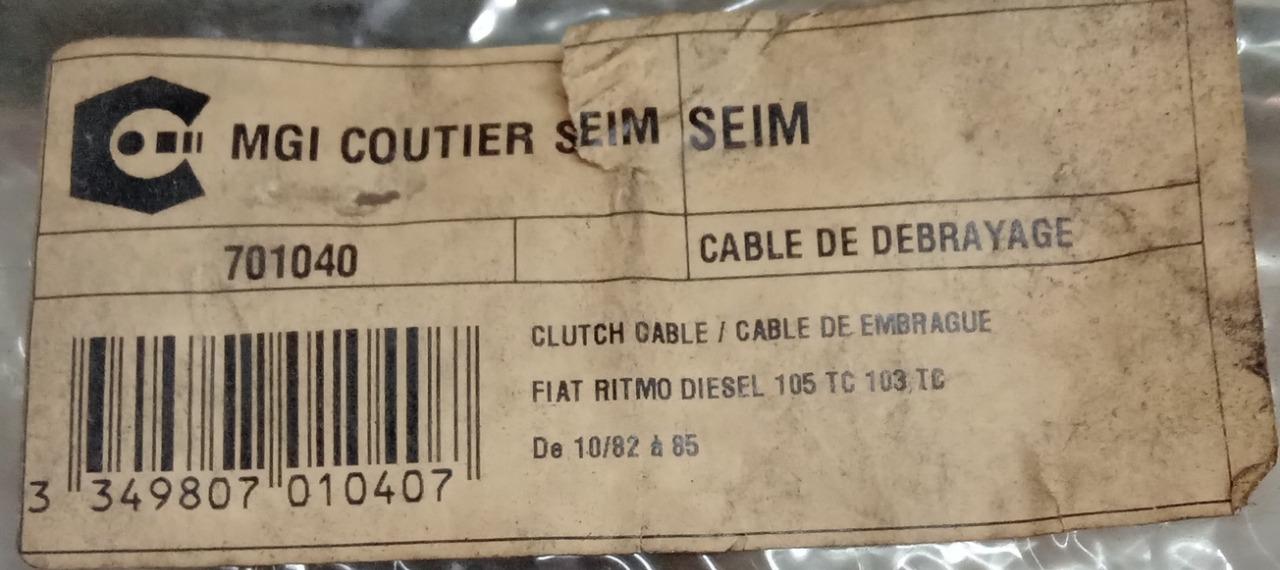 MGI COUTIER SEIM SEIM
701040 CABLE DE DEBRAYAGE
CLUTCH CABLE / CABLE DE EMBRAGUE
FIAT RITMO DIESEL 105 TC 103 TC
De 10/82 à 85
3 349807 010407